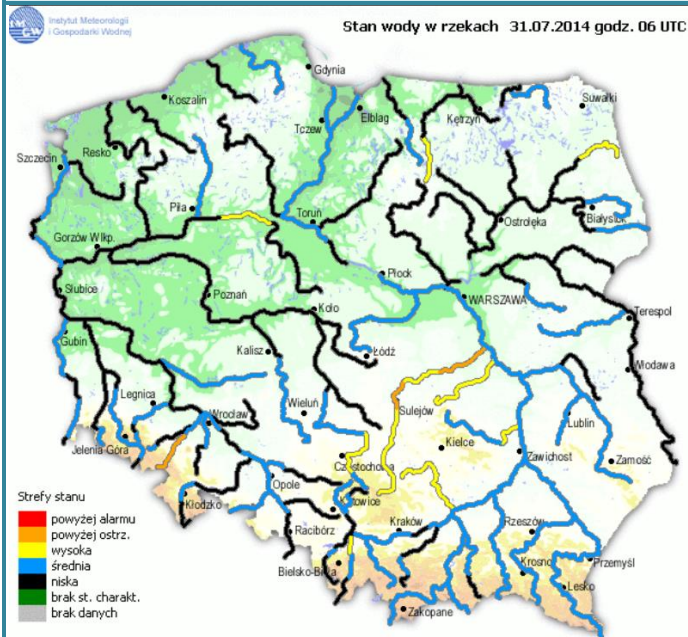 Instytut Meteorologii
i Gospodarki Wodnej
Stan wody w rzekach 31.07.2014 godz. 06 UTC
Gdynia
Koszalin
Suwałki
Elbląg
Kętrzyn
Tczew
Resko
Szczecin
Piła
Toruń
Ostrołęka
Białystok
Gorzów Wlkp.
Płock
Słubice
Poznań
WARSZAWA
Koło
Terespol
Gubin
Kalisz
Łódź
Włodawa
Legnica
Wieluń
Sulejów
Wrocław
Lublin
Jelenia Góra
Kielce
Zawichost
Zamość
Częstochowa
Opole
Strefy stanu
Kłodzko
Katowice
powyżej alarmu
Kraków
Rzeszów
powyżej ostrz.
Racibórz
wysoka
Przemyśl
średnia
Bielsko-Biała
Krosno
niska
Lesko
brak st. charakt.
Zakopane
brak danych